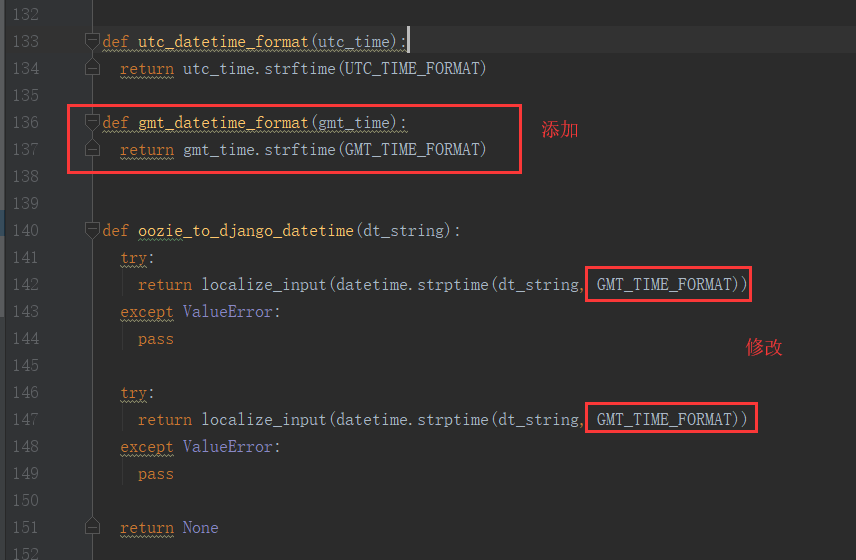 132
133 def utc_datetime_format(utc_time):
134 return utc_time.strftime(UTC_TIME_FORMAT)
135
136 def gmt_datetime_format(gmt_time):
添加
137 return gmt_time.strftime(GMT_TIME_FORMAT)
138
139
140 def oozie_to_django_datetime(dt_string):
141 try:
142 return localize_input(datetime.strptime(dt_string, GMT_TIME_FORMAT))
143 except ValueError:
144 pass
修改
145
146 try:
147 return localize_input(datetime.strptime(dt_string, GMT_TIME_FORMAT))
148 except ValueError:
149 pass
150
151 return None
152